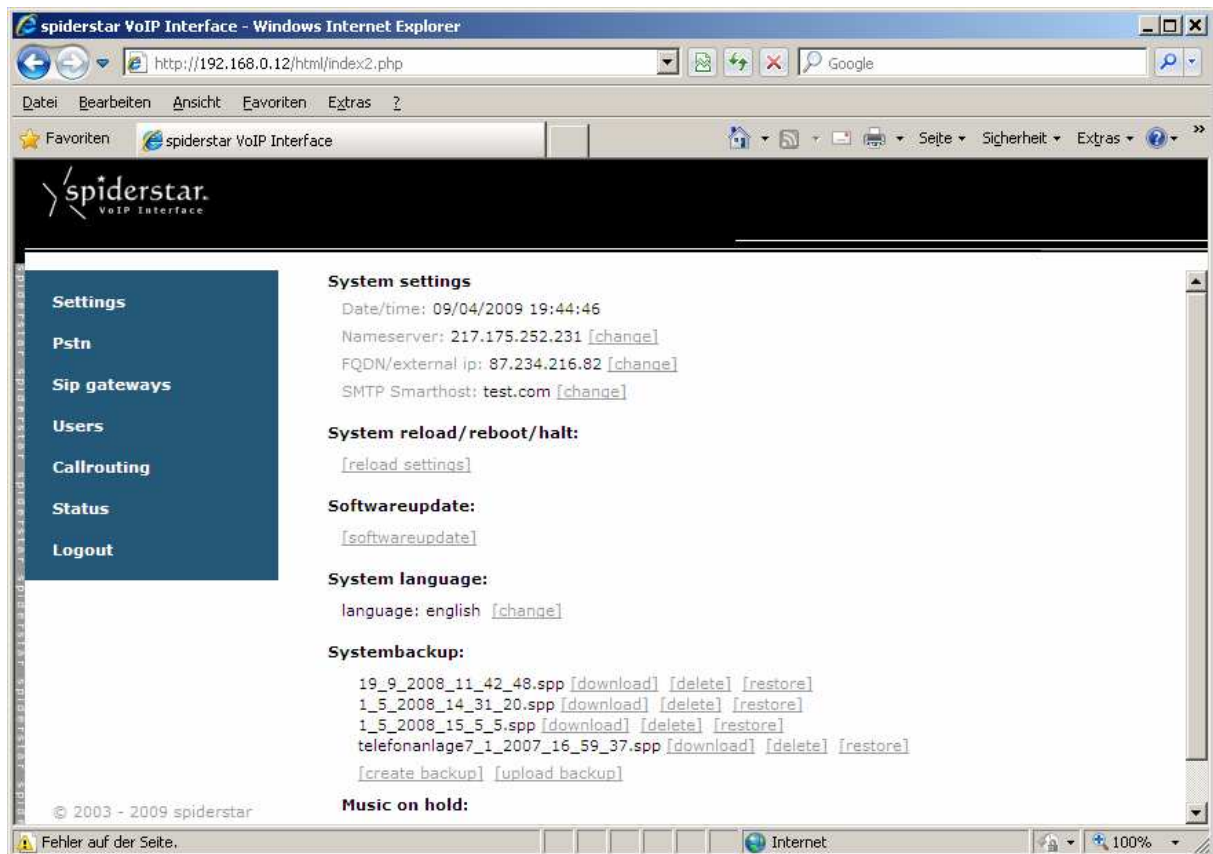 spiderstar VoIP Interface - Windows Internet Explorer
http://192.168.0.12/html/index2.php
Google
Datei Bearbeiten Ansicht Favoriten Extras ?
Favoriten spiderstar VoIP Interface Seite Sicherheit Extras
spiderstar.
VoIP Interface
Settings
Pstn
Sip gateways
Users
Callrouting
Status
Logout
© 2003 - 2009 spiderstar
System settings
Date/time: 09/04/2009 19:44:46
Nameserver: 217.175.252.231 [change]
FQDN/external ip: 87.234.216.82 [change]
SMTP Smarthost: test.com [change]
System reload/reboot/halt:
[reload settings]
Softwareupdate:
[softwareupdate]
System language:
language: english [change]
Systembackup:
19_9_2008_11_42_48.spp [download] [delete] [restore]
1_5_2008_14_31_20.spp [download] [delete] [restore]
1_5_2008_15_5_5.spp [download] [delete] [restore]
telefonanlage7_1_2007_16_59_37.spp [download] [delete] [restore]
[create backup] [upload backup]
Music on hold:
Fehler auf der Seite. Internet 100%